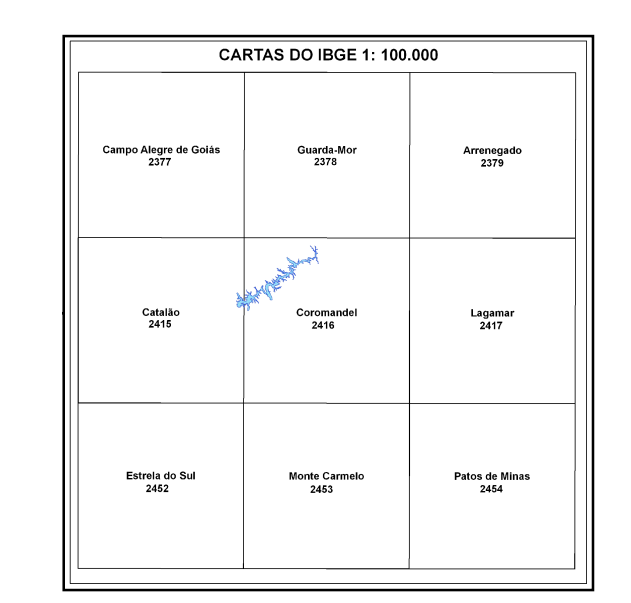 CARTAS DO IBGE 1: 100.000
Campo Alegre de Goiás
2377
Guarda-Mor
2378
Arrenegado
2379
Catalão
2415
Coromandel
2416
Lagamar
2417
Estrela do Sul
2452
Monte Carmelo
2453
Patos de Minas
2454